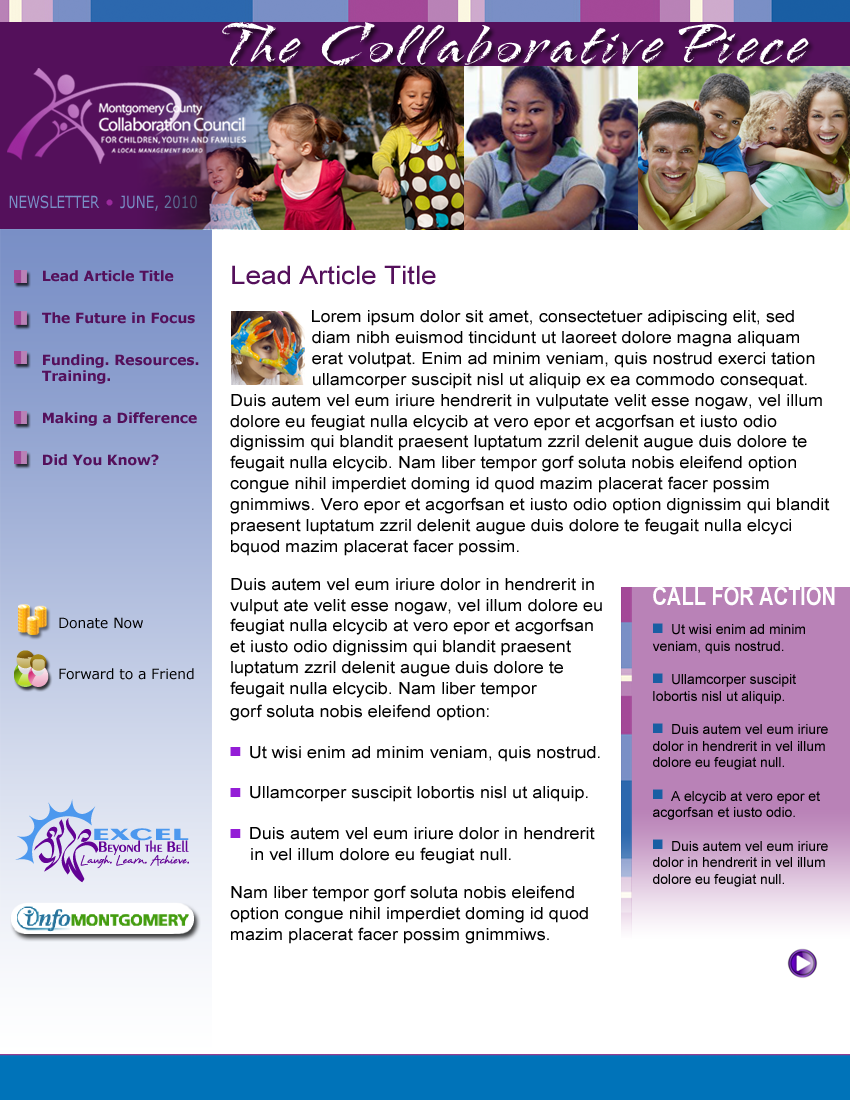 The Collaborative Piece
Montgomery County
Collaboration Council
FOR CHILDREN, YOUTH AND FAMILIES
A LOCAL MANAGEMENT BOARD
NEWSLETTER • JUNE, 2010
Lead Article Title
The Future in Focus
Funding. Resources.
Training.
Making a Difference
Did You Know?
Donate Now
Forward to a Friend
EXCEL
Beyond the Bell
Laugh. Learn. Achieve.
infoMONTGOMERY
Lead Article Title
Lorem ipsum dolor sit amet, consectetuer adipiscing elit, sed
diam nibh euismod tincidunt ut laoreet dolore magna aliquam
erat volutpat. Enim ad minim veniam, quis nostrud exerci tation
ullamcorper suscipit nisl ut aliquip ex ea commodo consequat.
Duis autem vel eum iriure hendrerit in vulputate velit esse nogaw, vel illum
dolore eu feugiat nulla elcycib at vero epor et acgorfsan et iusto odio
dignissim qui blandit praesent luptatum zzril delenit augue duis dolore te
feugait nulla elcycib. Nam liber tempor gorf soluta nobis eleifend option
congue nihil imperdiet doming id quod mazim placerat facer possim
gnimmiws. Vero epor et acgorfsan et iusto odio option dignissim qui blandit
praesent luptatum zzril delenit augue duis dolore te feugait nulla elcyci
bquod mazim placerat facer possim.
Duis autem vel eum iriure dolor in hendrerit in
vulput ate velit esse nogaw, vel illum dolore eu
feugiat nulla elcycib at vero epor et acgorfsan
et iusto odio dignissim qui blandit praesent
luptatum zzril delenit augue duis dolore te
feugait nulla elcycib. Nam liber tempor
gorf soluta nobis eleifend option:
Ut wisi enim ad minim veniam, quis nostrud.
Ullamcorper suscipit lobortis nisl ut aliquip.
Duis autem vel eum iriure dolor in hendrerit
in vel illum dolore eu feugiat null.
Nam liber tempor gorf soluta nobis eleifend
option congue nihil imperdiet doming id quod
mazim placerat facer possim gnimmiws.
CALL FOR ACTION
Ut wisi enim ad minim
veniam, quis nostrud.
Ullamcorper suscipit
lobortis nisl ut aliquip.
Duis autem vel eum iriure
dolor in hendrerit in vel illum
dolore eu feugiat null.
A elcycib at vero epor et
acgorfsan et iusto odio.
Duis autem vel eum iriure
dolor in hendrerit in vel illum
dolore eu feugiat null.